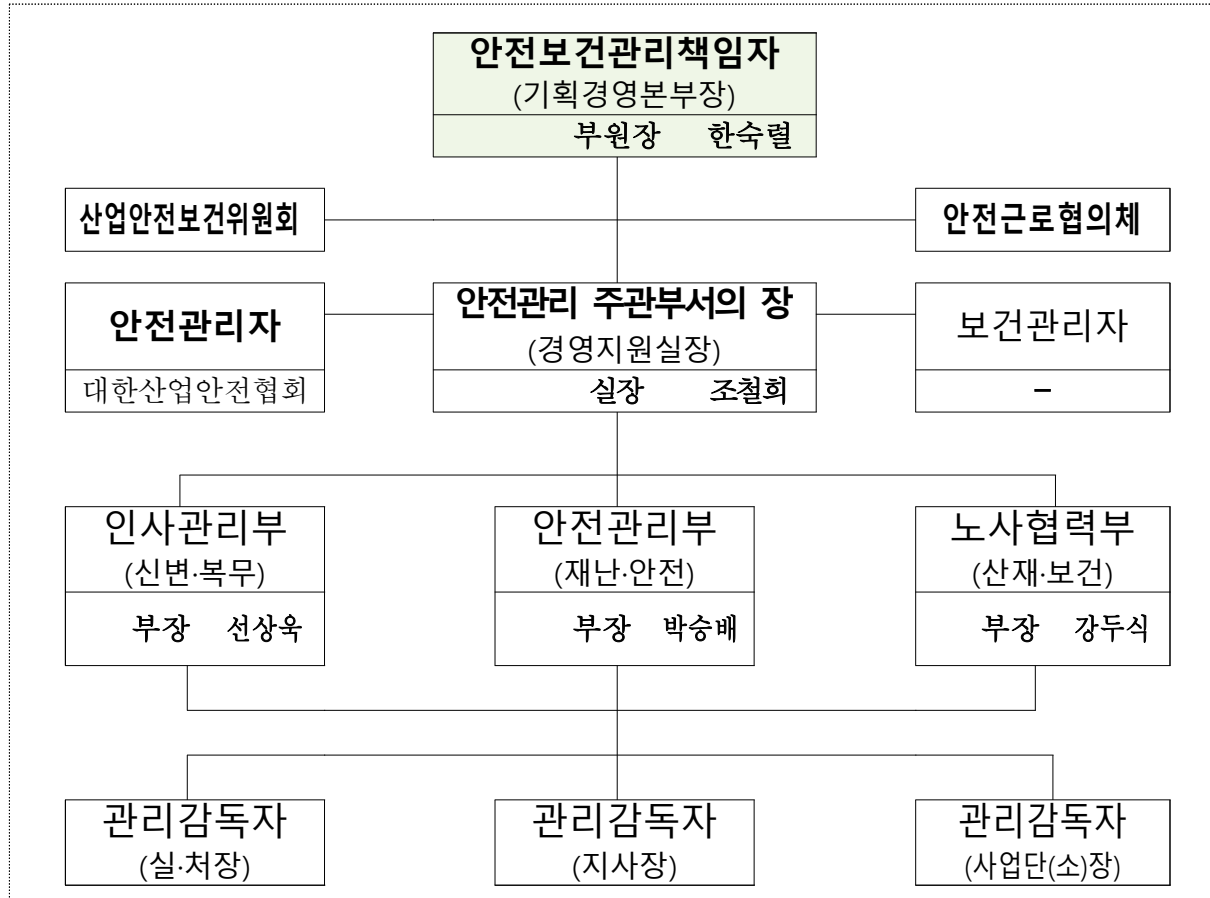 안전보건관리책임자
(기획경영본부장)
부원장 한숙렬
산업안전보건위원회
안전근로협의체
안전관리자
대한산업안전협회
안전관리 주관부서의 장
(경영지원실장)
실장 조철희
보건관리자
–
인사관리부
(신변·복무)
부장 선상욱
안전관리부
(재난·안전)
부장 박승배
노사협력부
(산재·보건)
부장 강두식
관리감독자
(실·처장)
관리감독자
(지사장)
관리감독자
(사업단(소)장)